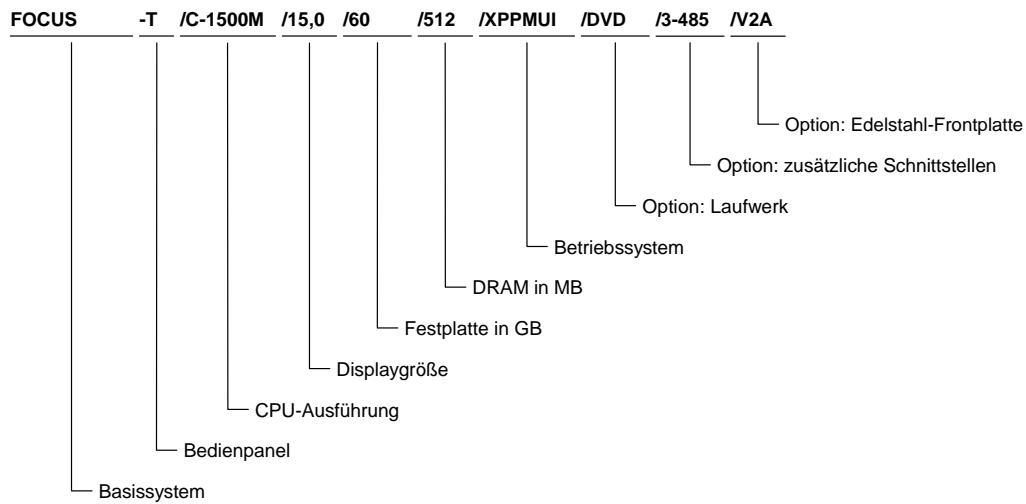 FOCUS -T /C-1500M /15,0 /60 /512 /XPPMUI /DVD /3-485 /V2A
Option: Edelstahl-Frontplatte
Option: zusätzliche Schnittstellen
Option: Laufwerk
Betriebssystem
DRAM in MB
Festplatte in GB
Displaygröße
CPU-Ausführung
Bedienpanel
Basissystem